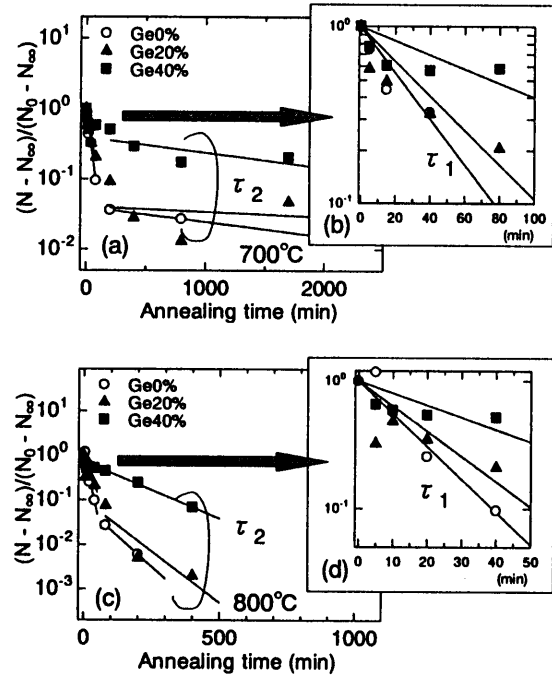 Ge0%
Ge20%
Ge40%
(N - N∞)/(N0 - N∞)
10^1
10^0
10^-1
10^-2
τ2
(a)
700°C
0
1000
2000
Annealing time (min)
10^0
10^-1
τ1
(b)
0
20
40
60
80
100
(min)
Ge0%
Ge20%
Ge40%
(N - N∞)/(N0 - N∞)
10^1
10^0
10^-1
10^-2
10^-3
τ2
(c)
800°C
0
500
1000
Annealing time (min)
10^0
10^-1
τ1
(d)
0
10
20
30
40
50
(min)